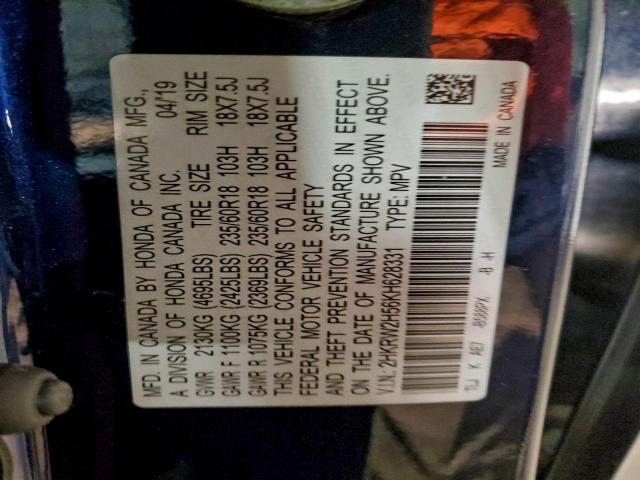 MFD. IN CANADA BY HONDA OF CANADA MFG.,
A DIVISION OF HONDA CANADA INC. 04/'19
GVWR 2130KG (4695LBS) TIRE SIZE RIM SIZE
GAWR F 1100KG (2425LBS) 235/60R18 103H 18X7.5J
GAWR R 1075KG (2369LBS) 235/60R18 103H 18X7.5J
THIS VEHICLE CONFORMS TO ALL APPLICABLE
FEDERAL MOTOR VEHICLE SAFETY
AND THEFT PREVENTION STANDARDS IN EFFECT
ON THE DATE OF MANUFACTURE SHOWN ABOVE.
V.I.N.: 2HKRW2H58KH628331 TYPE: MPV
TLJ K AE7 -B -H
MADE IN CANADA